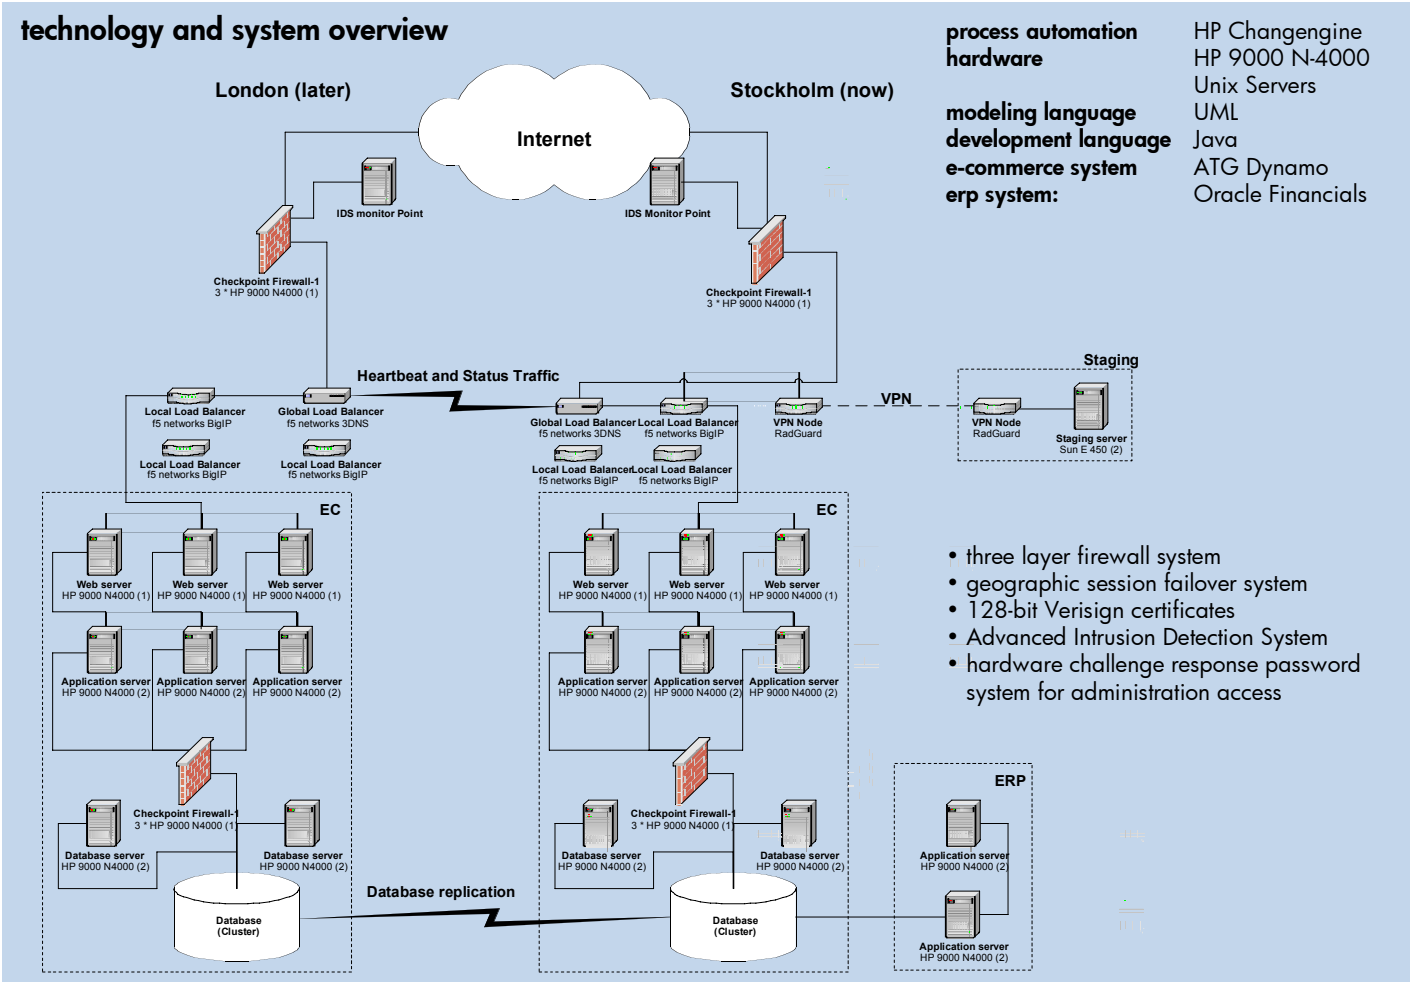 technology and system overview
process automation HP Changengine
hardware HP 9000 N-4000
Unix Servers
modeling language UML
development language Java
e-commerce system ATG Dynamo
erp system: Oracle Financials
London (later)
Stockholm (now)
Internet
IDS monitor Point
IDS Monitor Point
Checkpoint Firewall-1
3 * HP 9000 N4000 (1)
Checkpoint Firewall-1
3 * HP 9000 N4000 (1)
Heartbeat and Status Traffic
Staging
VPN
Local Load Balancer
f5 networks BigIP
Global Load Balancer
f5 networks 3DNS
Global Load Balancer
f5 networks 3DNS
Local Load Balancer
f5 networks BigIP
VPN Node
RadGuard
VPN Node
RadGuard
Staging server
Sun E 450 (2)
Local Load Balancer
f5 networks BigIP
Local Load Balancer
f5 networks BigIP
Local Load Balancer
f5 networks BigIP
Local Load Balancer
f5 networks BigIP
EC
Web server
HP 9000 N4000 (1)
Web server
HP 9000 N4000 (1)
Web server
HP 9000 N4000 (1)
Application server
HP 9000 N4000 (2)
Application server
HP 9000 N4000 (2)
Application server
HP 9000 N4000 (2)
Checkpoint Firewall-1
3 * HP 9000 N4000 (1)
Database server
HP 9000 N4000 (2)
Database server
HP 9000 N4000 (2)
Database
(Cluster)
Database replication
EC
Web server
HP 9000 N4000 (1)
Web server
HP 9000 N4000 (1)
Web server
HP 9000 N4000 (1)
Application server
HP 9000 N4000 (2)
Application server
HP 9000 N4000 (2)
Application server
HP 9000 N4000 (2)
Checkpoint Firewall-1
3 * HP 9000 N4000 (1)
Database server
HP 9000 N4000 (2)
Database server
HP 9000 N4000 (2)
Database
(Cluster)
• three layer firewall system
• geographic session failover system
• 128-bit Verisign certificates
• Advanced Intrusion Detection System
• hardware challenge response password
system for administration access
ERP
Application server
HP 9000 N4000 (2)
Application server
HP 9000 N4000 (2)